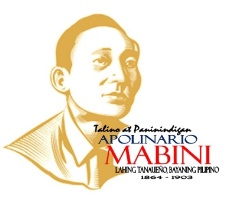 Talino at Paninindigan
APOLINARIO
MABINI
LAHING TANAUEÑO, BAYANING PILIPINO
1864 - 1903